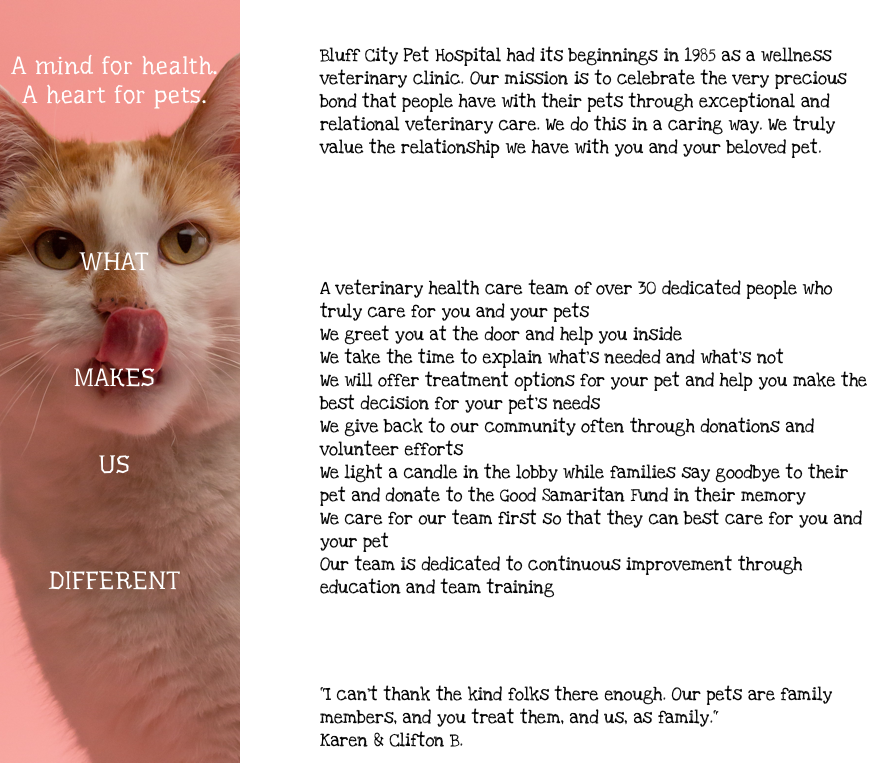 A mind for health.
A heart for pets.
WHAT
MAKES
US
DIFFERENT
Bluff City Pet Hospital had its beginnings in 1985 as a wellness
veterinary clinic. Our mission is to celebrate the very precious
bond that people have with their pets through exceptional and
relational veterinary care. We do this in a caring way. We truly
value the relationship we have with you and your beloved pet.
A veterinary health care team of over 30 dedicated people who
truly care for you and your pets
We greet you at the door and help you inside
We take the time to explain what's needed and what's not
We will offer treatment options for your pet and help you make the
best decision for your pet's needs
We give back to our community often through donations and
volunteer efforts
We light a candle in the lobby while families say goodbye to their
pet and donate to the Good Samaritan Fund in their memory
We care for our team first so that they can best care for you and
your pet
Our team is dedicated to continuous improvement through
education and team training
"I can't thank the kind folks there enough. Our pets are family
members, and you treat them, and us, as family."
Karen & Clifton B.